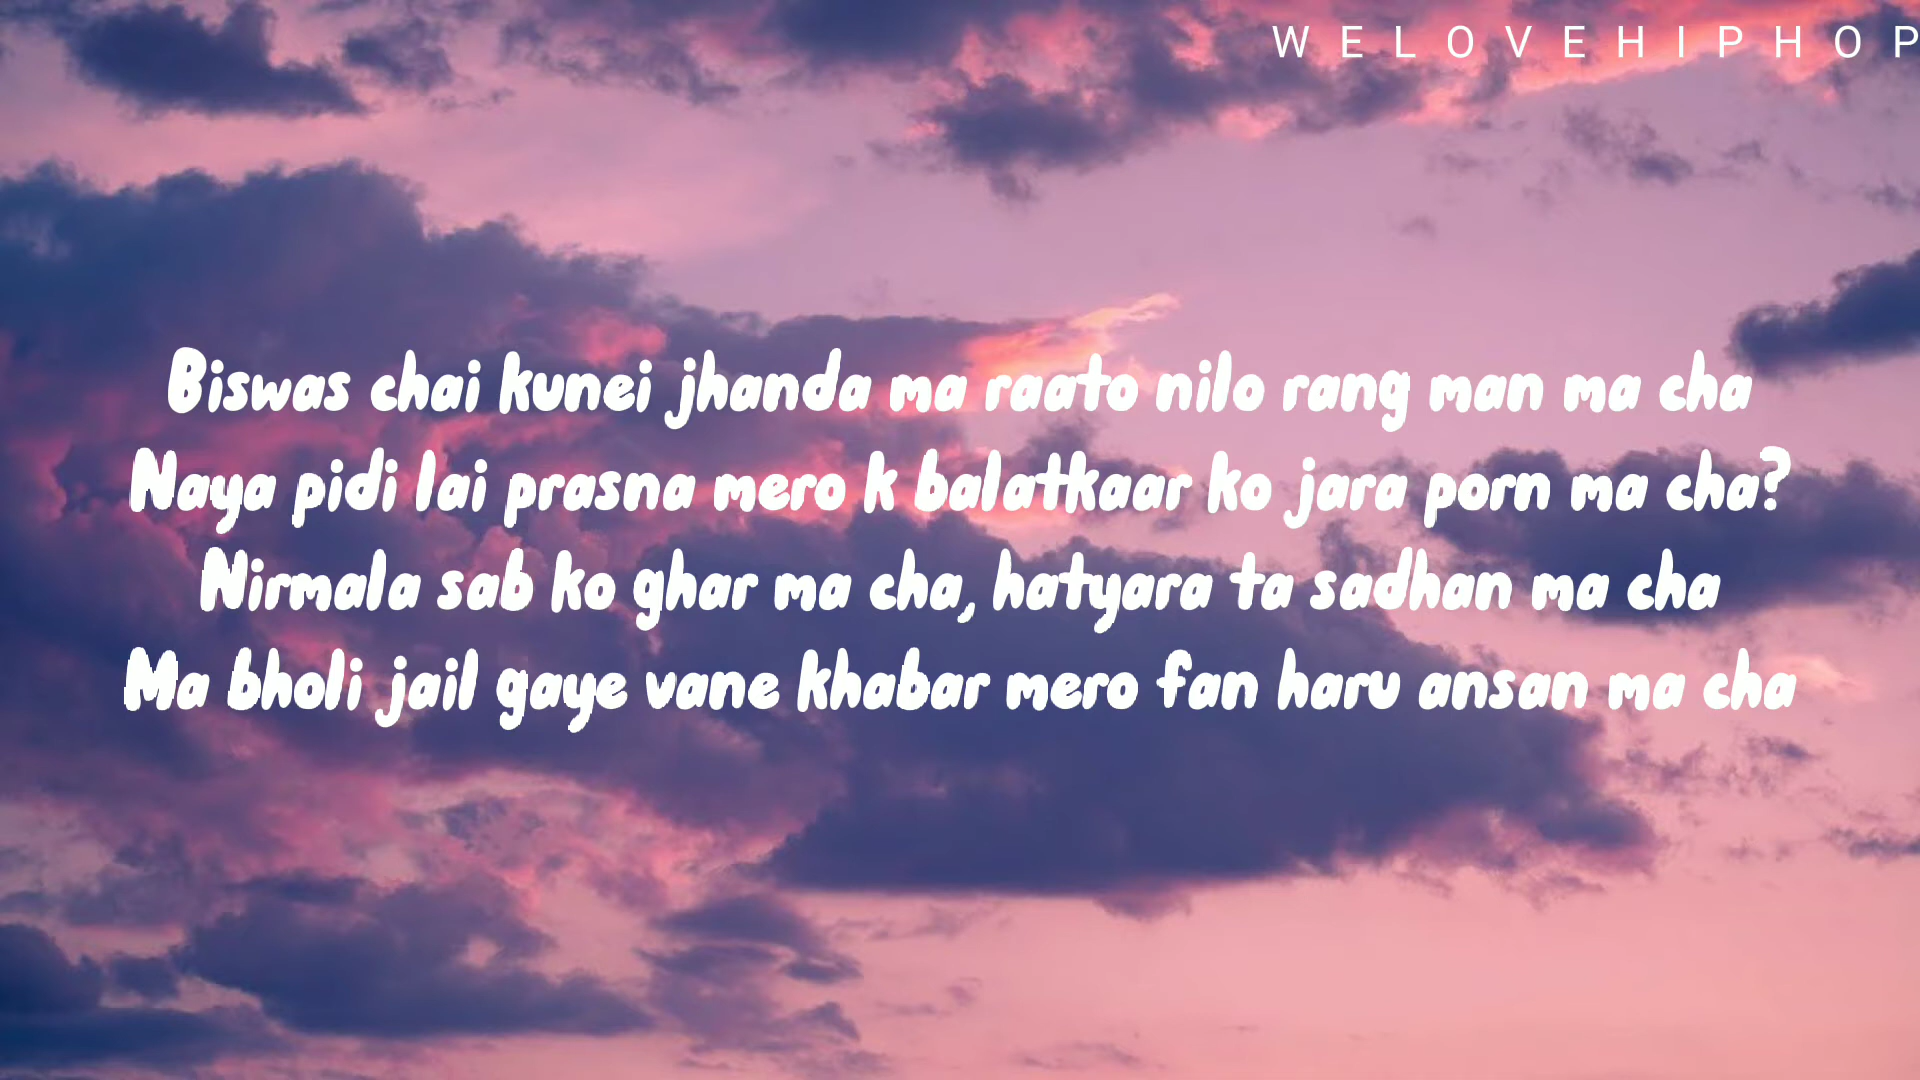 WELOVEHIPHOP
Biswas chai kunei jhanda ma raato nilo rang man ma cha
Naya pidi lai prasna mero k balatkaar ko jara porn ma cha?
Nirmala sab ko ghar ma cha, hatyara ta sadhan ma cha
Ma bholi jail gaye vane khabar mero fan haru ansan ma cha